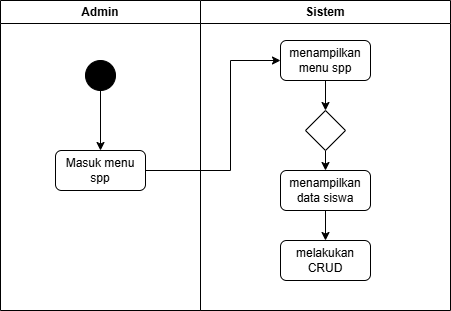 Admin
Sistem
menampilkan
menu spp
Masuk menu
spp
menampilkan
data siswa
melakukan
CRUD